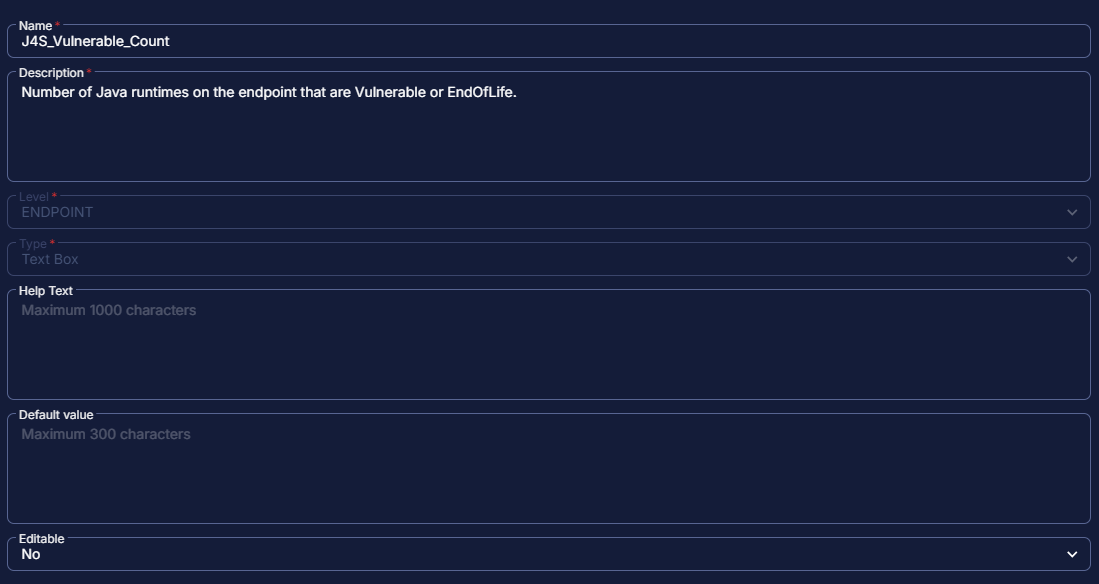 Name *
J4S_Vulnerable_Count
Description *
Number of Java runtimes on the endpoint that are Vulnerable or EndOfLife.
Level *
ENDPOINT
Type *
Text Box
Help Text
Maximum 1000 characters
Default value
Maximum 300 characters
Editable
No